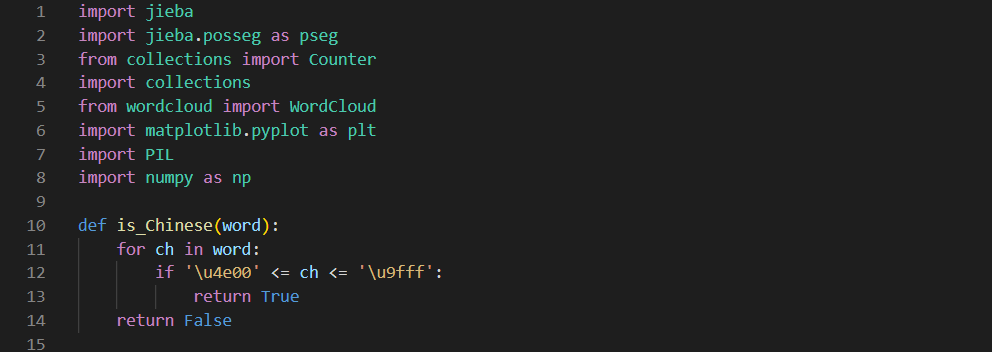 1 import jieba
2 import jieba.posseg as pseg
3 from collections import Counter
4 import collections
5 from wordcloud import WordCloud
6 import matplotlib.pyplot as plt
7 import PIL
8 import numpy as np
9
10 def is_Chinese(word):
11     for ch in word:
12         if '\u4e00' <= ch <= '\u9fff':
13             return True
14     return False
15